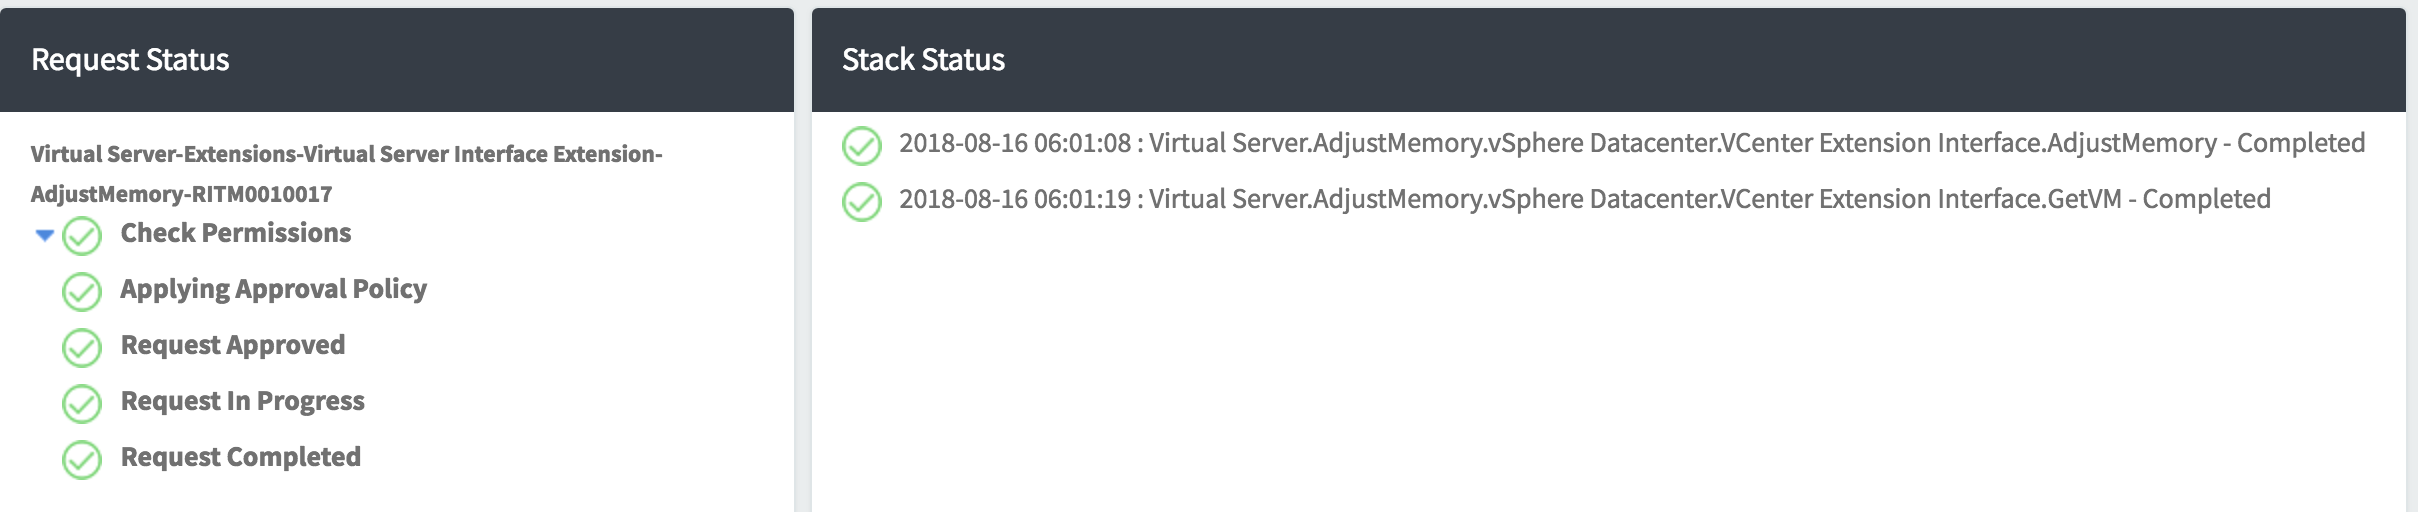 Request Status
Virtual Server-Extensions-Virtual Server Interface Extension-
AdjustMemory-RITM0010017
Check Permissions
Applying Approval Policy
Request Approved
Request In Progress
Request Completed
Stack Status
2018-08-16 06:01:08 : Virtual Server.AdjustMemory.vSphere Datacenter.VCenter Extension Interface.AdjustMemory - Completed
2018-08-16 06:01:19 : Virtual Server.AdjustMemory.vSphere Datacenter.VCenter Extension Interface.GetVM - Completed